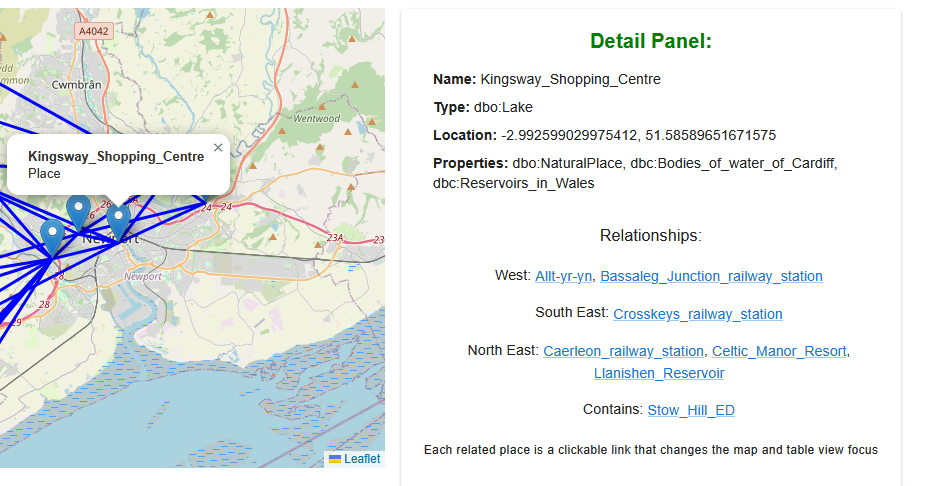 A4042
Cwmbrân
Wentwood
Kingsway_Shopping_Centre
×
Place
26
24
24
Newport
23A
23
Newport
28
29
Leaflet
Detail Panel:
Name: Kingsway_Shopping_Centre
Type: dbo:Lake
Location: -2.992599029975412, 51.58589651671575
Properties: dbo:NaturalPlace, dbc:Bodies_of_water_of_Cardiff,
dbc:Reservoirs_in_Wales
Relationships:
West: Allt-yr-yn, Bassaleg_Junction_railway_station
South East: Crosskeys_railway_station
North East: Caerleon_railway_station, Celtic_Manor_Resort,
Llanishen_Reservoir
Contains: Stow_Hill_ED
Each related place is a clickable link that changes the map and table view focus